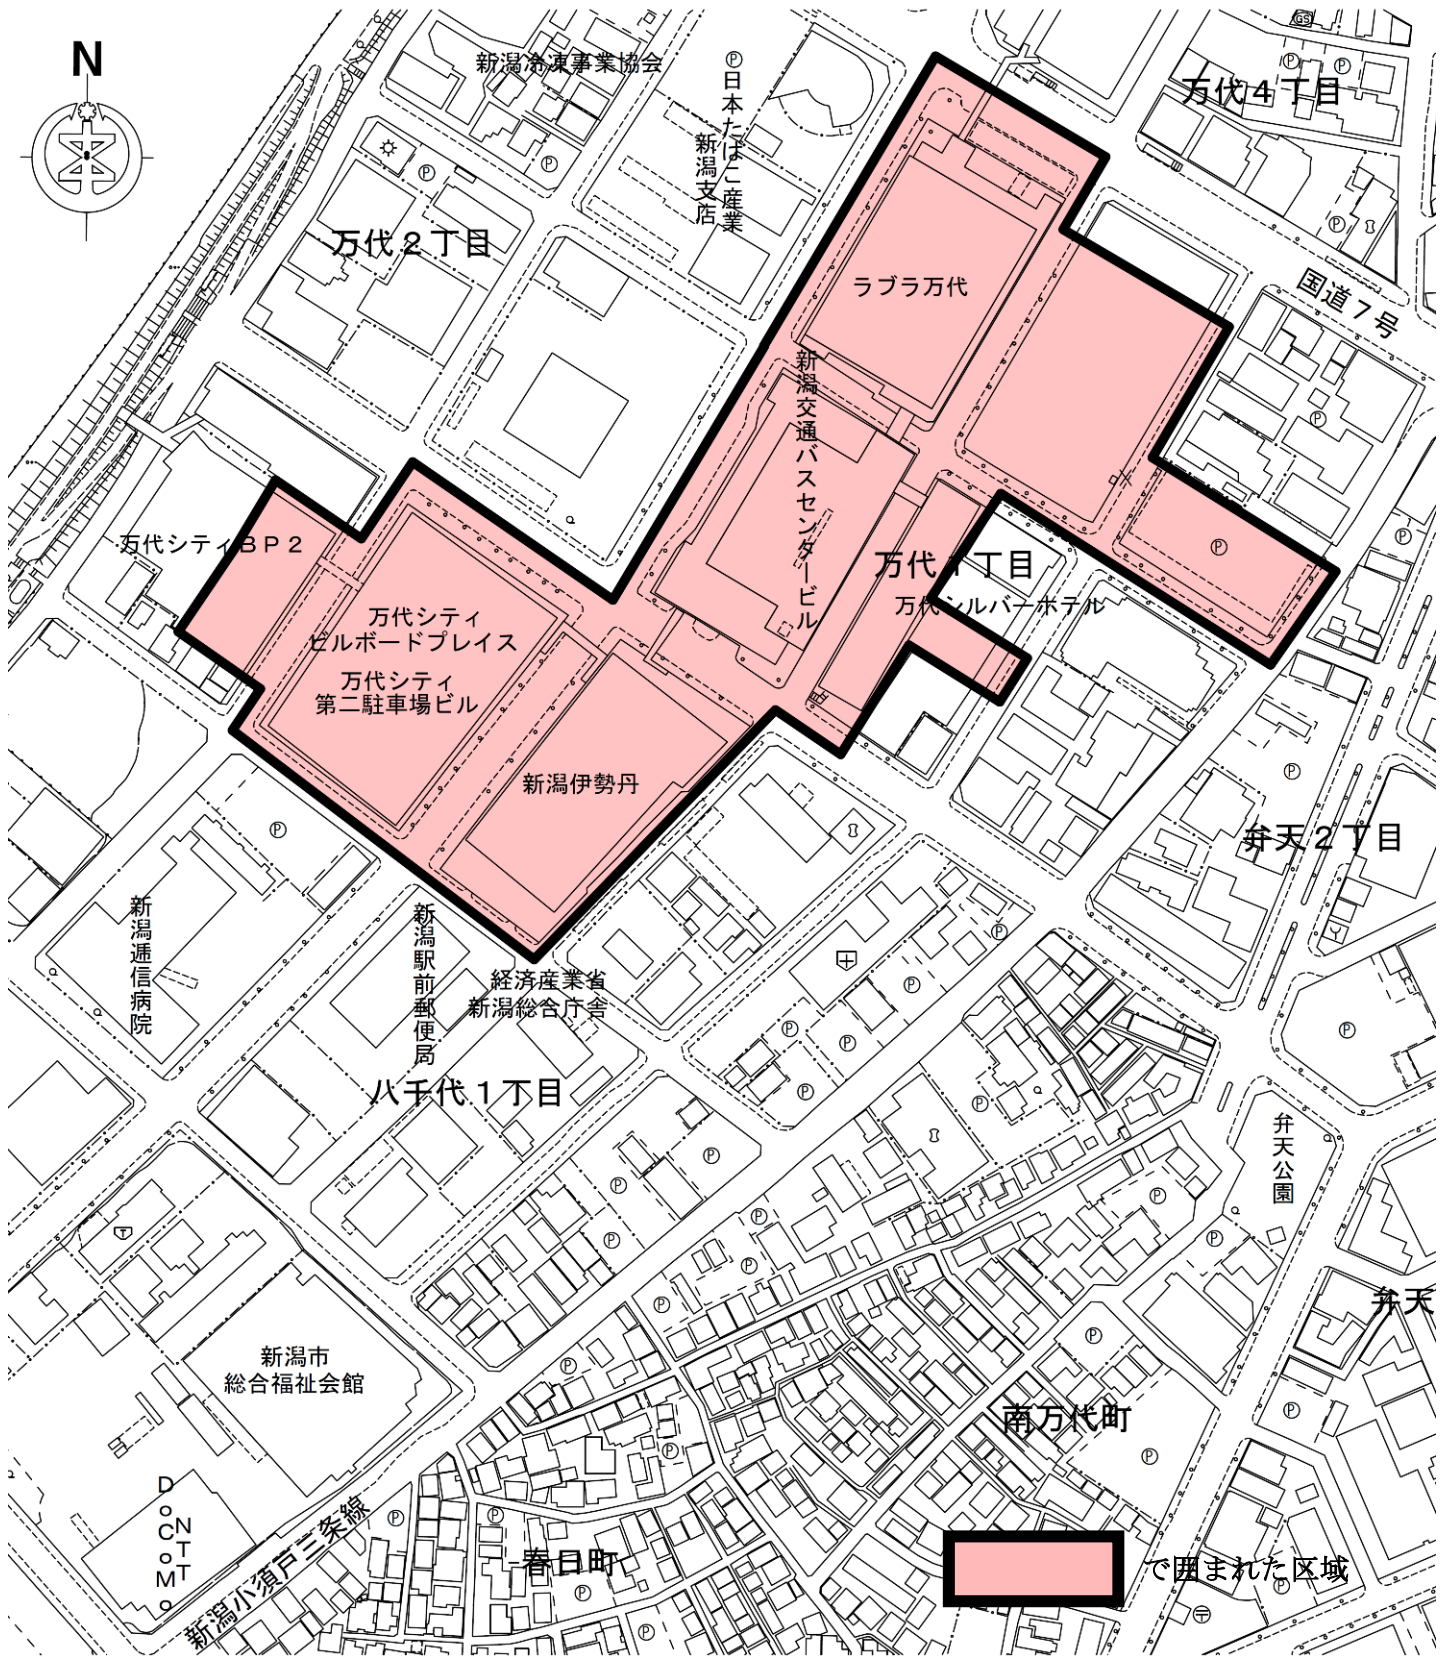 N
新潟冷凍事業協会
日本たばこ産業
新潟支店
GS
万代４丁目
万代２丁目
ラブラ万代
国道７号
新潟交通バスセンタービル
万代シティＢＰ２
万代１丁目
万代シルバーホテル
万代シティ
ビルボードプレイス
万代シティ
第二駐車場ビル
新潟伊勢丹
弁天２丁目
新潟逓信病院
新潟駅前郵便局
経済産業省
新潟総合庁舎
八千代１丁目
弁天公園
弁天
新潟市
総合福祉会館
南万代町
NTT
DoCoMo
新潟小須戸三条線
春日町
で囲まれた区域